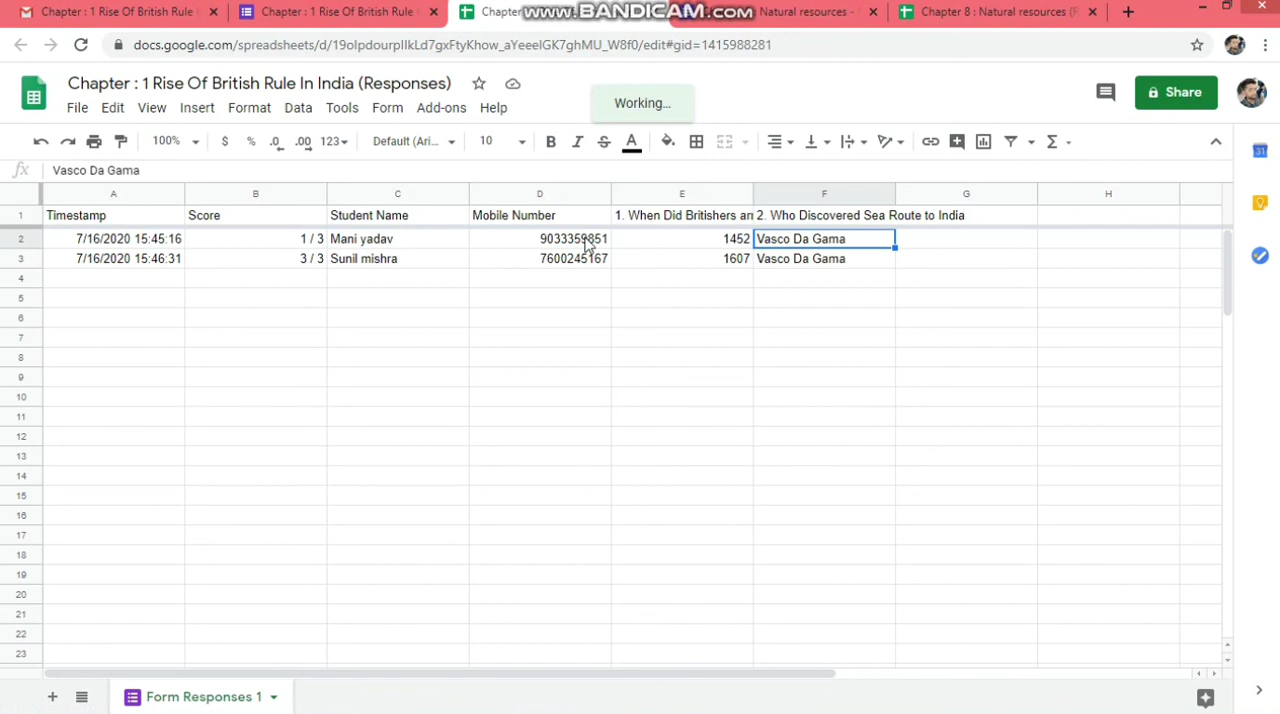 Chapter : 1 Rise Of British Rule
Chapter : 1 Rise Of British Rule
Chap
www.BANDICAM.com
Natural resources -
Chapter 8 : Natural resources (F
docs.google.com/spreadsheets/d/19olpdourpIIkLd7gxFtyKhow_aYeeeIGK7ghMU_W8f0/edit#gid=1415988281
Chapter : 1 Rise Of British Rule In India (Responses)
File Edit View Insert Format Data Tools Form Add-ons Help
Working...
Share
100% $ % .0 .00 123 Default (Ari... 10 B I S A
fx Vasco Da Gama
A B C D E F G H
1 Timestamp Score Student Name Mobile Number 1. When Did Britishers an 2. Who Discovered Sea Route to India
2 7/16/2020 15:45:16 1 / 3 Mani yadav 9033359851 1452 Vasco Da Gama
3 7/16/2020 15:46:31 3 / 3 Sunil mishra 7600245167 1607 Vasco Da Gama
4
5
6
7
8
9
10
11
12
13
14
15
16
17
18
19
20
21
22
23
Form Responses 1
31